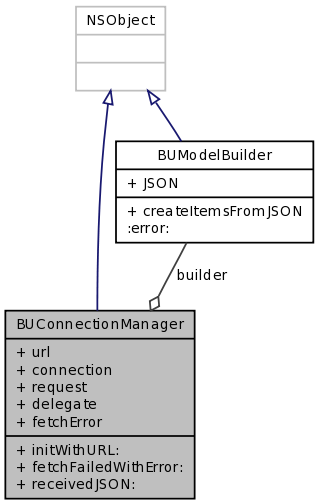 NSObject
BUModelBuilder
+ JSON
+ createItemsFromJSON
:error:
builder
BUConnectionManager
+ url
+ connection
+ request
+ delegate
+ fetchError
+ initWithURL:
+ fetchFailedWithError:
+ receivedJSON: